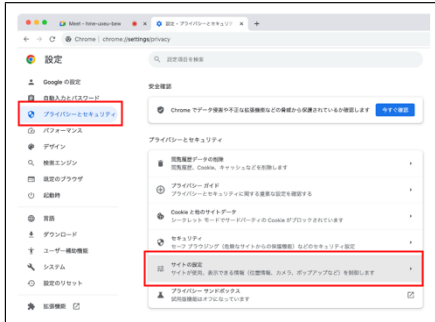 Meet - hnw-uweu-bew
設定 - プライバシーとセキュリテ
Chrome | chrome://settings/privacy
設定
設定項目を検索
Google の設定
自動入力とパスワード
プライバシーとセキュリティ
パフォーマンス
デザイン
検索エンジン
既定のブラウザ
起動時
言語
ダウンロード
ユーザー補助機能
システム
設定のリセット
拡張機能
安全確認
Chrome でデータ侵害や不正な拡張機能などの脅威から保護されているか確認します
今すぐ確認
プライバシーとセキュリティ
閲覧履歴データの削除
閲覧履歴、Cookie、キャッシュなどを削除します
プライバシー ガイド
プライバシーとセキュリティに関する重要な設定を確認する
Cookie と他のサイトデータ
シークレット モードでサードパーティの Cookie がブロックされています
セキュリティ
セーフ ブラウジング（危険なサイトからの保護機能）などのセキュリティ設定
サイトの設定
サイトが使用、表示できる情報（位置情報、カメラ、ポップアップなど）を制御します
プライバシー サンドボックス
試用版機能はオフになっています